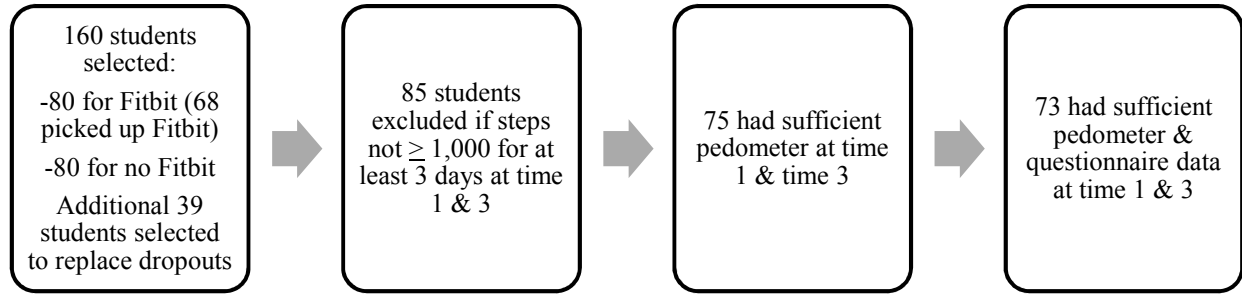 160 students
selected:
-80 for Fitbit (68
picked up Fitbit)
-80 for no Fitbit
Additional 39
students selected
to replace dropouts
85 students
excluded if steps
not ≥ 1,000 for at
least 3 days at time
1 & 3
75 had sufficient
pedometer at time
1 & time 3
73 had sufficient
pedometer &
questionnaire data
at time 1 & 3